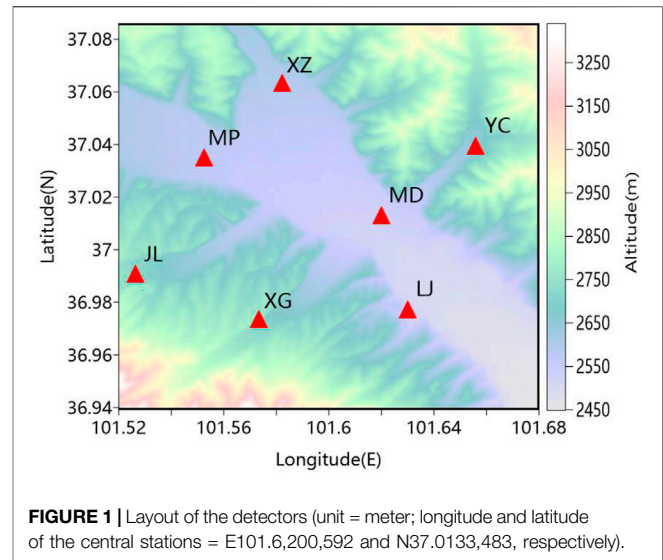 37.08
37.06
37.04
37.02
37
36.98
36.96
36.94
Latitude(N)
XZ
YC
MP
MD
JL
XG
LJ
101.52
101.56
101.6
101.64
101.68
Longitude(E)
3250
3150
3050
2950
2850
2750
2650
2550
2450
Altitude(m)
FIGURE 1 | Layout of the detectors (unit = meter; longitude and latitude
of the central stations = E101.6,200,592 and N37.0133,483, respectively).